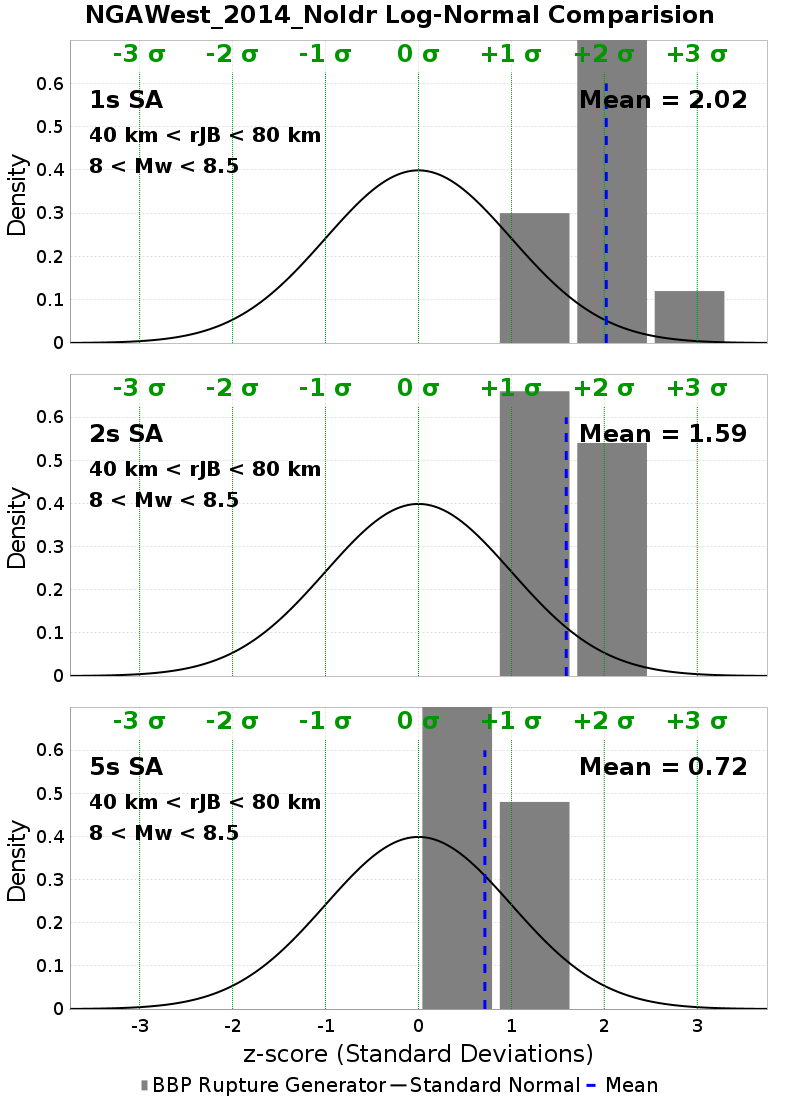 NGAWest_2014_NoIdr Log-Normal Comparision
-3 σ -2 σ -1 σ 0 σ +1 σ +2 σ +3 σ
1s SA
Mean = 2.02
40 km < rJB < 80 km
8 < Mw < 8.5
0.6
0.5
0.4
0.3
0.2
0.1
0
Density
-3 σ -2 σ -1 σ 0 σ +1 σ +2 σ +3 σ
2s SA
Mean = 1.59
40 km < rJB < 80 km
8 < Mw < 8.5
0.6
0.5
0.4
0.3
0.2
0.1
0
Density
-3 σ -2 σ -1 σ 0 σ +1 σ +2 σ +3 σ
5s SA
Mean = 0.72
40 km < rJB < 80 km
8 < Mw < 8.5
0.6
0.5
0.4
0.3
0.2
0.1
0
Density
-3 -2 -1 0 1 2 3
z-score (Standard Deviations)
BBP Rupture Generator Standard Normal Mean